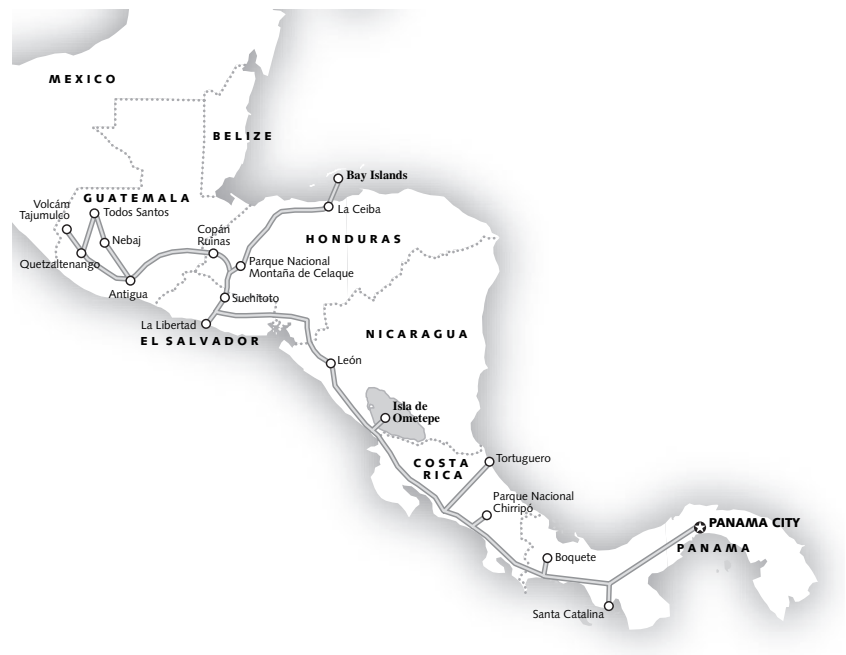 MEXICO
BELIZE
Bay Islands
GUATEMALA
Volcám
Tajumulco
Todos Santos
La Ceiba
Nebaj
Copán
Ruinas
HONDURAS
Quetzaltenango
Parque Nacional
Montaña de Celaque
Antigua
Suchitoto
La Libertad
EL SALVADOR
NICARAGUA
León
Isla de
Ometepe
COSTA
RICA
Tortuguero
Parque Nacional
Chirripó
PANAMA CITY
PANAMA
Boquete
Santa Catalina